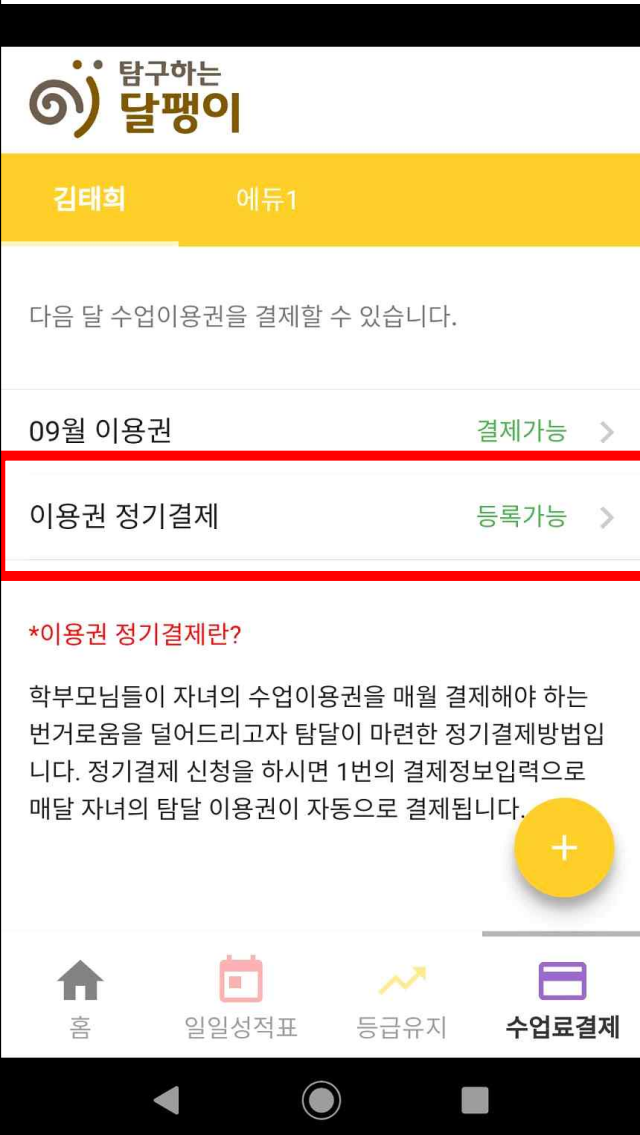 탐구하는
달팽이
김태희 에듀1
다음 달 수업이용권을 결제할 수 있습니다.
09월 이용권 결제가능
이용권 정기결제 등록가능
*이용권 정기결제란?
학부모님들이 자녀의 수업이용권을 매월 결제해야 하는
번거로움을 덜어드리고자 탐달이 마련한 정기결제방법입
니다. 정기결제 신청을 하시면 1번의 결제정보입력으로
매달 자녀의 탐달 이용권이 자동으로 결제됩니다.
+
홈 일일성적표 등급유지 수업료결제